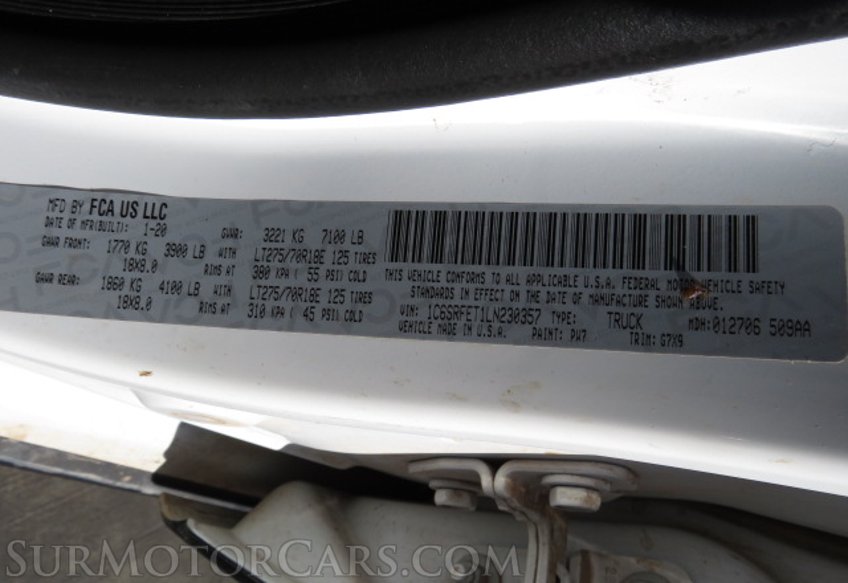 MFD BY FCA US LLC
DATE OF MFR(BUILT): 1-20 GVWR: 3221 KG 7100 LB
GAWR FRONT: 1770 KG 3900 LB WITH LT275/70R18E 125 TIRES
18X8.0 RIMS AT 380 KPA ( 55 PSI) COLD
GAWR REAR: 1860 KG 4100 LB WITH LT275/70R18E 125 TIRES
18X8.0 RIMS AT 310 KPA ( 45 PSI) COLD
THIS VEHICLE CONFORMS TO ALL APPLICABLE U.S.A. FEDERAL MOTOR VEHICLE SAFETY
STANDARDS IN EFFECT ON THE DATE OF MANUFACTURE SHOWN ABOVE.
VIN: 1C6SRFET1LN230357 TYPE: TRUCK MDH: 012706 509AA
VEHICLE MADE IN U.S.A. PAINT: PW7 TRIM: G7X9
SURMOTORCARS.COM